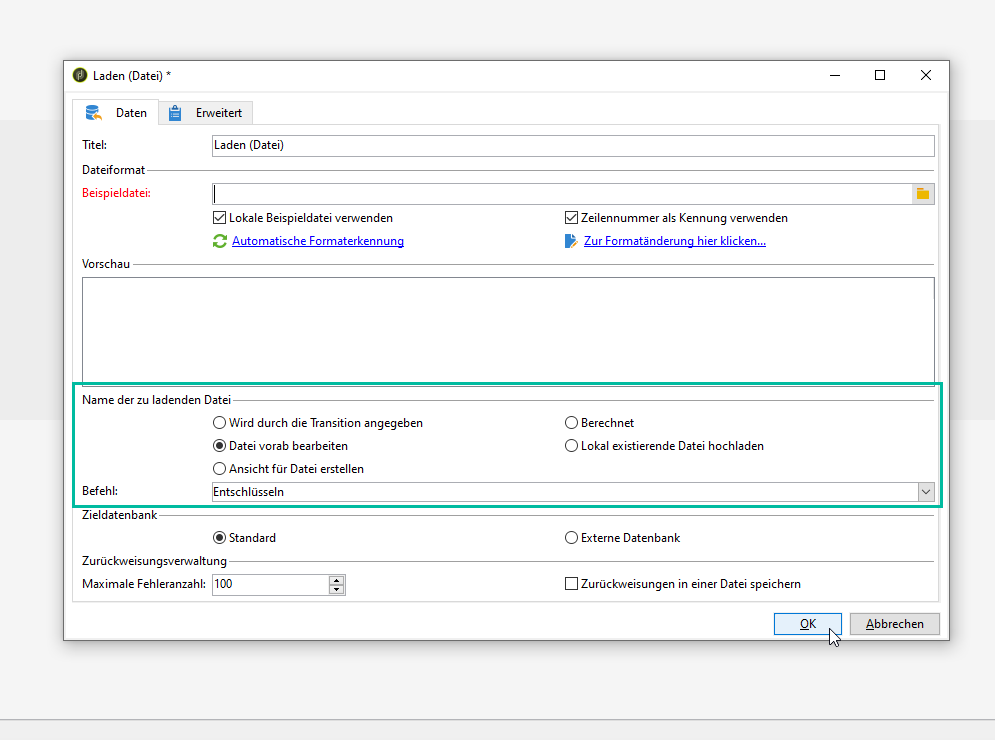 Laden (Datei) *
Daten Erweitert
Titel: Laden (Datei)
Dateiformat
Beispieldatei:
Lokale Beispieldatei verwenden Zeilennummer als Kennung verwenden
Automatische Formaterkennung Zur Formatänderung hier klicken...
Vorschau
Name der zu ladenden Datei
Wird durch die Transition angegeben Berechnet
Datei vorab bearbeiten Lokal existierende Datei hochladen
Ansicht für Datei erstellen
Befehl: Entschlüsseln
Zieldatenbank
Standard Externe Datenbank
Zurückweisungsverwaltung
Maximale Fehleranzahl: 100 Zurückweisungen in einer Datei speichern
OK Abbrechen